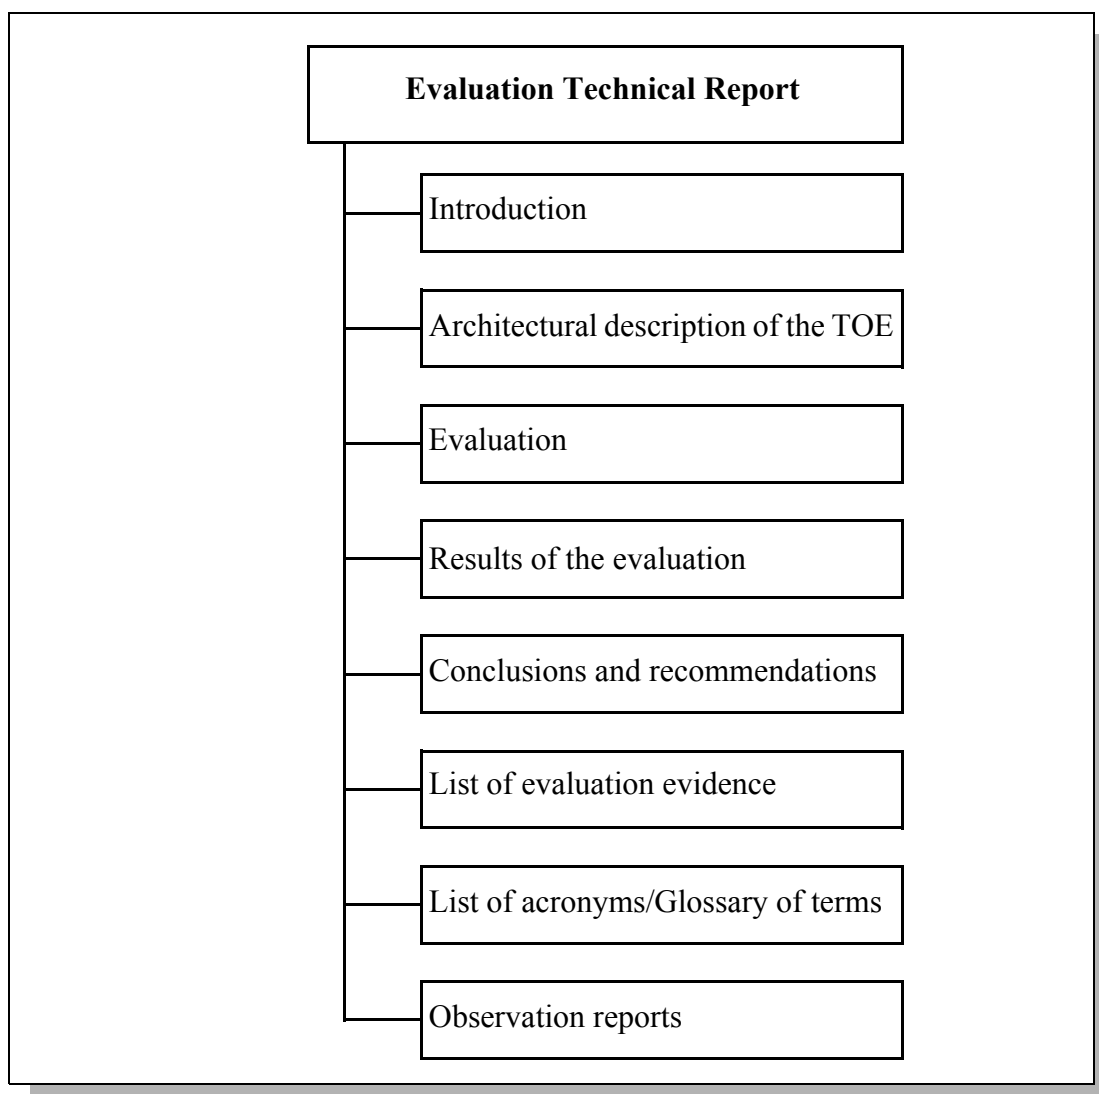 Evaluation Technical Report
Introduction
Architectural description of the TOE
Evaluation
Results of the evaluation
Conclusions and recommendations
List of evaluation evidence
List of acronyms/Glossary of terms
Observation reports